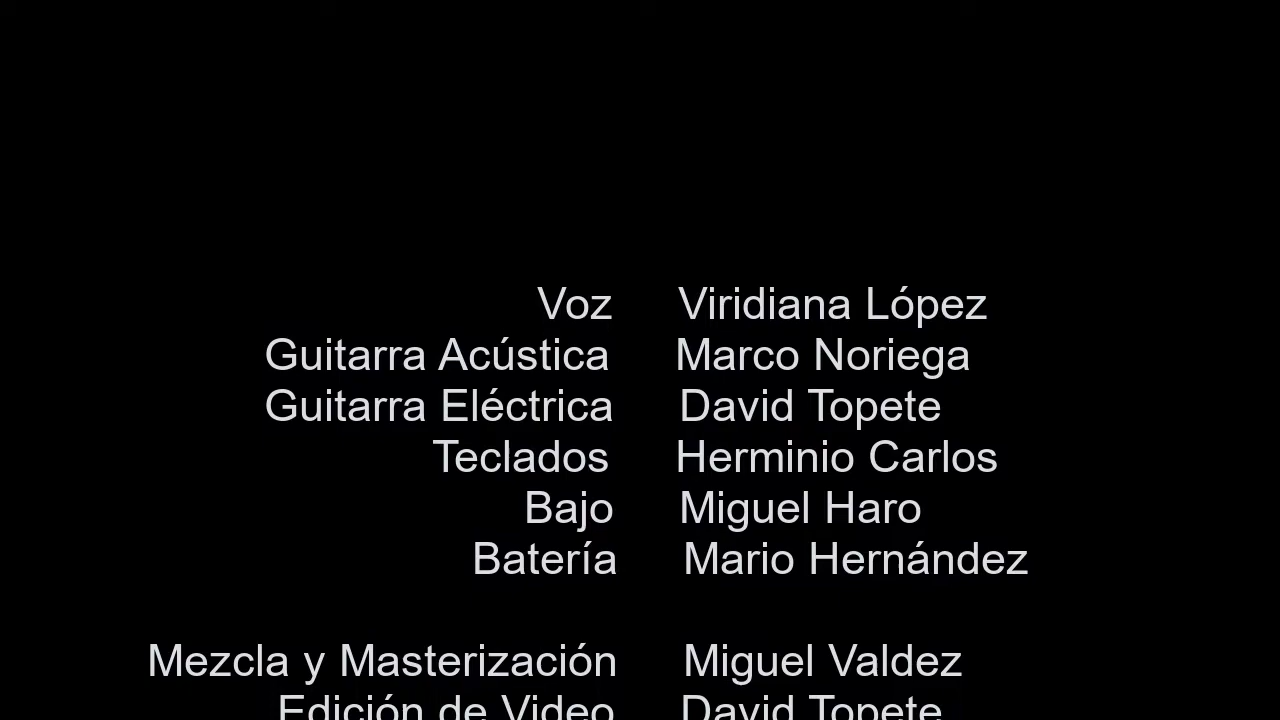 Voz Viridiana López
Guitarra Acústica Marco Noriega
Guitarra Eléctrica David Topete
Teclados Herminio Carlos
Bajo Miguel Haro
Batería Mario Hernández
Mezcla y Masterización Miguel Valdez
Edición de Video David Topete